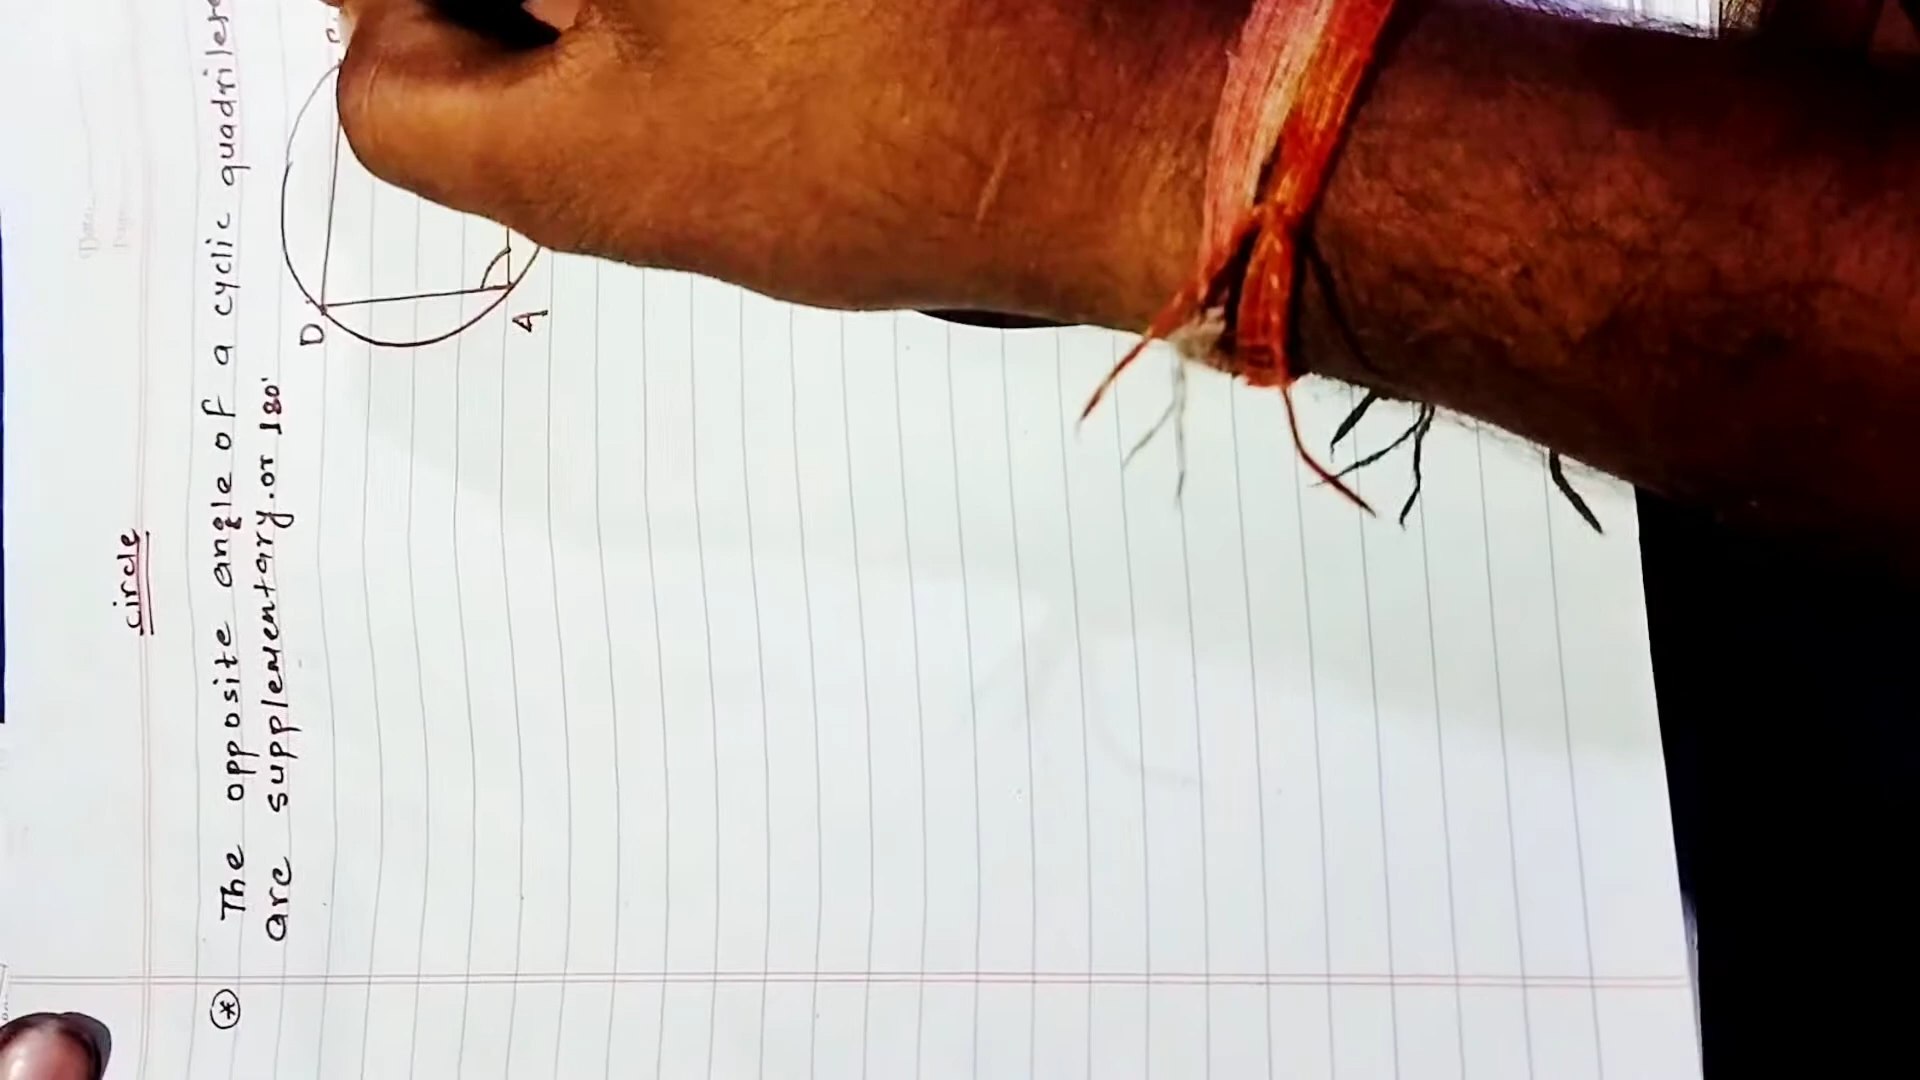 circle
* The opposite angle of a cyclic quadrilate
are supplementary.or 180°
D
A